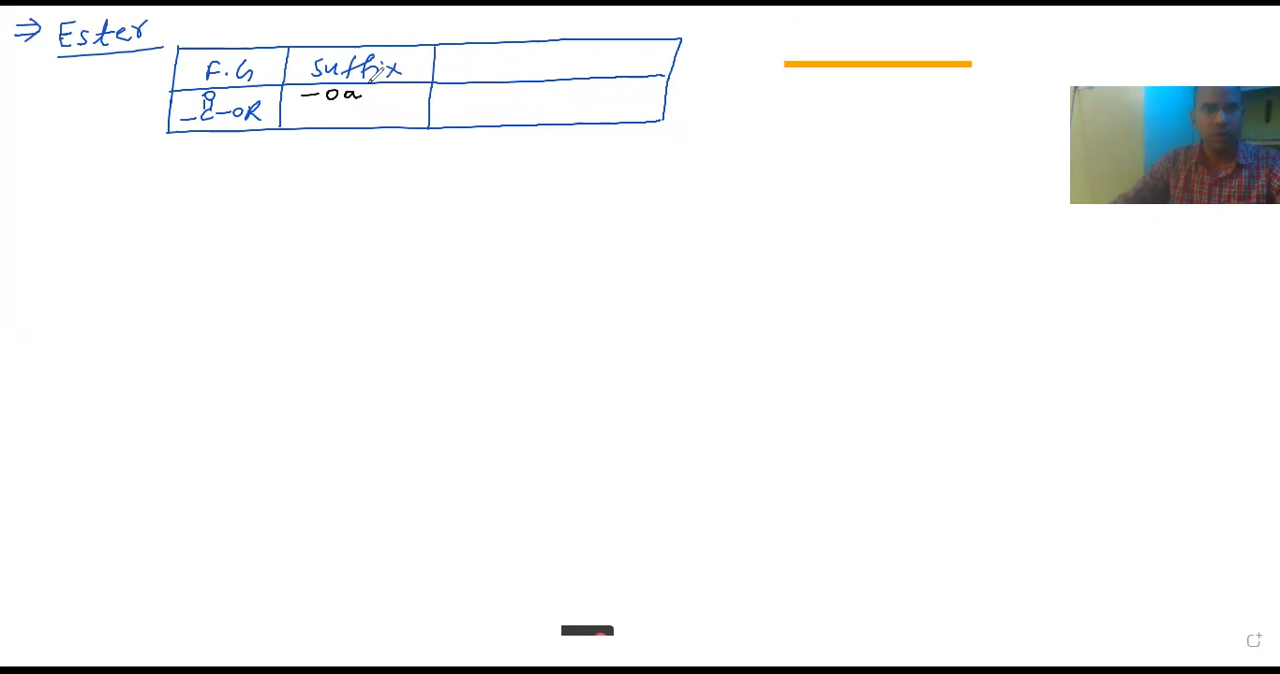 ⇒ Ester
F.G Suffix
O
-C-OR -oa